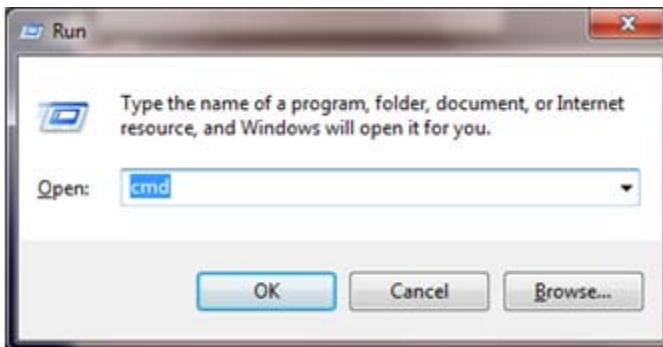 Run
Type the name of a program, folder, document, or Internet
resource, and Windows will open it for you.
Open: cmd
OK Cancel Browse...